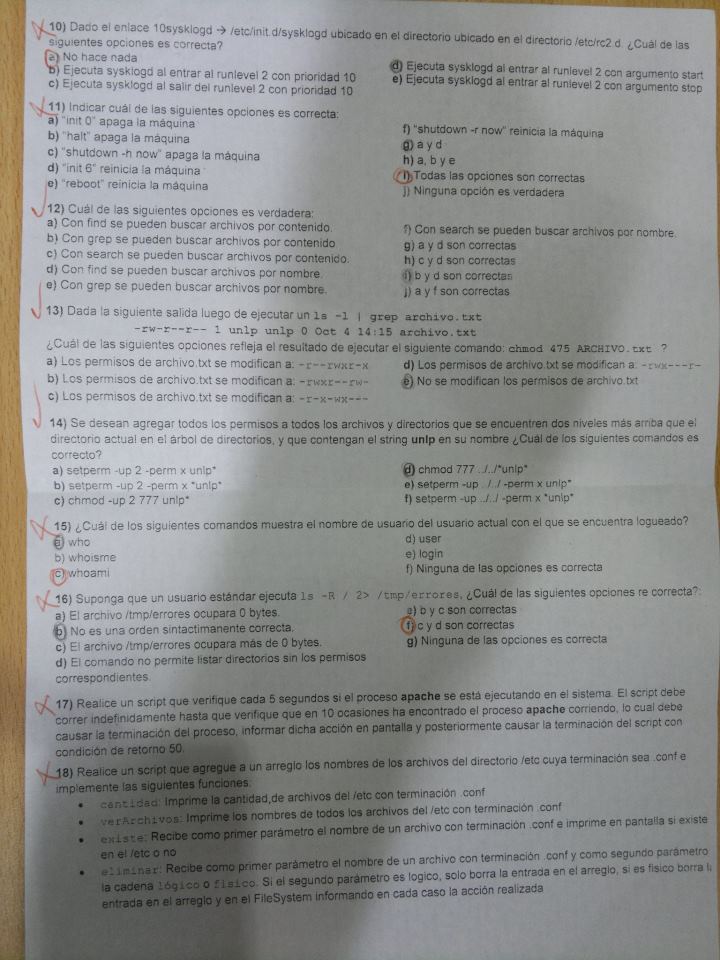 10) Dado el enlace 10sysklogd → /etc/init.d/sysklogd ubicado en el directorio ubicado en el directorio /etc/rc2.d. ¿Cuál de las
siguientes opciones es correcta?
a) No hace nada
b) Ejecuta sysklogd al entrar al runlevel 2 con prioridad 10
c) Ejecuta sysklogd al salir del runlevel 2 con prioridad 10
d) Ejecuta sysklogd al entrar al runlevel 2 con argumento start
e) Ejecuta sysklogd al entrar al runlevel 2 con argumento stop
11) Indicar cuál de las siguientes opciones es correcta:
a) "init 0" apaga la máquina
b) "halt" apaga la máquina
c) "shutdown -h now" apaga la máquina
d) "init 6" reinicia la máquina
e) "reboot" reinicia la máquina
f) "shutdown -r now" reinicia la máquina
g) a y d
h) a, b y e
i) Todas las opciones son correctas
j) Ninguna opción es verdadera
12) Cuál de las siguientes opciones es verdadera:
a) Con find se pueden buscar archivos por contenido.
b) Con grep se pueden buscar archivos por contenido
c) Con search se pueden buscar archivos por contenido.
d) Con find se pueden buscar archivos por nombre.
e) Con grep se pueden buscar archivos por nombre.
f) Con search se pueden buscar archivos por nombre.
g) a y d son correctas
h) c y d son correctas
i) b y d son correctas
j) a y f son correctas
13) Dada la siguiente salida luego de ejecutar un ls -l | grep archivo.txt
-rw-r--r-- 1 unlp unlp 0 Oct 4 14:15 archivo.txt
¿Cuál de las siguientes opciones refleja el resultado de ejecutar el siguiente comando: chmod 475 ARCHIVO.txt ?
a) Los permisos de archivo.txt se modifican a: -r--rwxr-x
b) Los permisos de archivo.txt se modifican a: -rwxr--rw-
c) Los permisos de archivo.txt se modifican a: -r-x-wx---
d) Los permisos de archivo.txt se modifican a: -rwx---r-
e) No se modifican los permisos de archivo.txt
14) Se desean agregar todos los permisos a todos los archivos y directorios que se encuentren dos niveles más arriba que el
directorio actual en el árbol de directorios, y que contengan el string unlp en su nombre ¿Cuál de los siguientes comandos es
correcto?
a) setperm -up 2 -perm x unlp*
b) setperm -up 2 -perm x *unlp*
c) chmod -up 2 777 unlp*
d) chmod 777 ../../*unlp*
e) setperm -up ../../ -perm x unlp*
f) setperm -up ../../ -perm x *unlp*
15) ¿Cuál de los siguientes comandos muestra el nombre de usuario del usuario actual con el que se encuentra logueado?
a) who
b) whoisme
c) whoami
d) user
e) login
f) Ninguna de las opciones es correcta
16) Suponga que un usuario estándar ejecuta ls -R / 2> /tmp/errores, ¿Cuál de las siguientes opciones re correcta?:
a) El archivo /tmp/errores ocupara 0 bytes.
b) No es una orden sintactimanente correcta.
c) El archivo /tmp/errores ocupara más de 0 bytes.
d) El comando no permite listar directorios sin los permisos
correspondientes.
e) b y c son correctas
f) c y d son correctas
g) Ninguna de las opciones es correcta
17) Realice un script que verifique cada 5 segundos si el proceso apache se está ejecutando en el sistema. El script debe
correr indefinidamente hasta que verifique que en 10 ocasiones ha encontrado el proceso apache corriendo, lo cual debe
causar la terminación del proceso, informar dicha acción en pantalla y posteriormente causar la terminación del script con
condición de retorno 50.
18) Realice un script que agregue a un arreglo los nombres de los archivos del directorio /etc cuya terminación sea .conf e
implemente las siguientes funciones:
• cantidad: Imprime la cantidad,de archivos del /etc con terminación .conf
• verArchivos: Imprime los nombres de todos los archivos del /etc con terminación .conf
• existe: Recibe como primer parámetro el nombre de un archivo con terminación .conf e imprime en pantalla si existe
en el /etc o no
• eliminar: Recibe como primer parámetro el nombre de un archivo con terminación .conf y como segundo parámetro
la cadena lógico o físico. Si el segundo parámetro es logico, solo borra la entrada en el arreglo, si es fisico borra la
entrada en el arreglo y en el FileSystem informando en cada caso la acción realizada